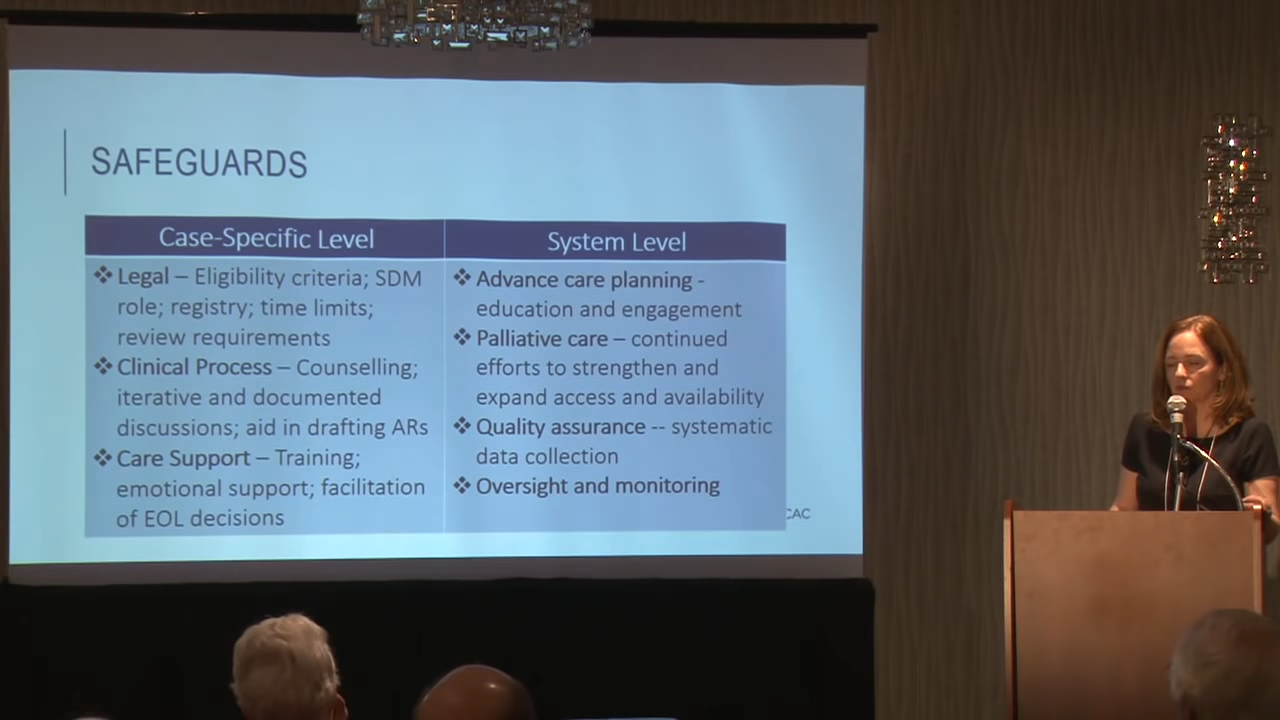 SAFEGUARDS
Case-Specific Level
❖ Legal – Eligibility criteria; SDM
role; registry; time limits;
review requirements
❖ Clinical Process – Counselling;
iterative and documented
discussions; aid in drafting ARs
❖ Care Support – Training;
emotional support; facilitation
of EOL decisions
System Level
❖ Advance care planning -
education and engagement
❖ Palliative care – continued
efforts to strengthen and
expand access and availability
❖ Quality assurance -- systematic
data collection
❖ Oversight and monitoring
CAC